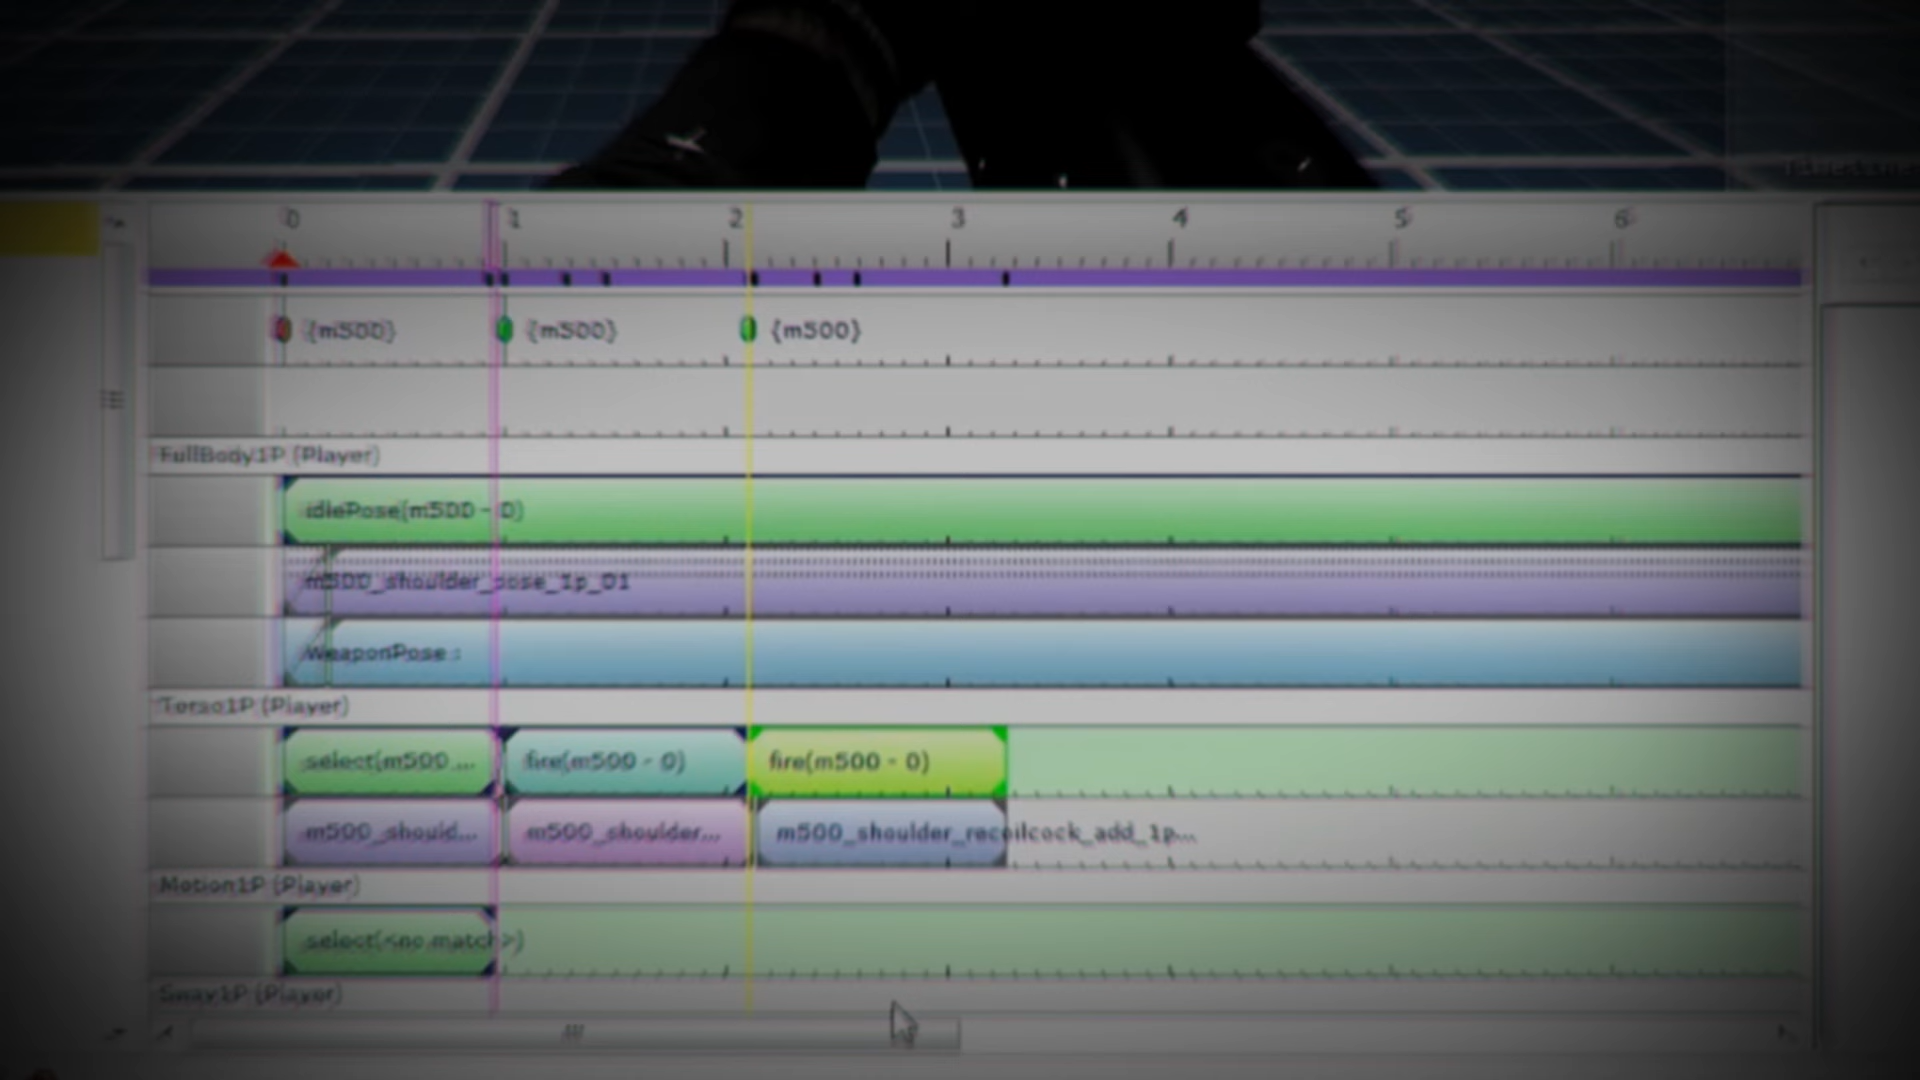 0 1 2 3 4 5 6
{m500} {m500} {m500}
FullBody1P (Player)
idlePose(m500 - 0)
m500_shoulder_pose_1p_01
WeaponPose :
Torso1P (Player)
select(m500 ... fire(m500 - 0) fire(m500 - 0)
m500_should... m500_shoulder... m500_shoulder_recoilcock_add_1p...
Motion1P (Player)
select(<no match>)
Sway1P (Player)